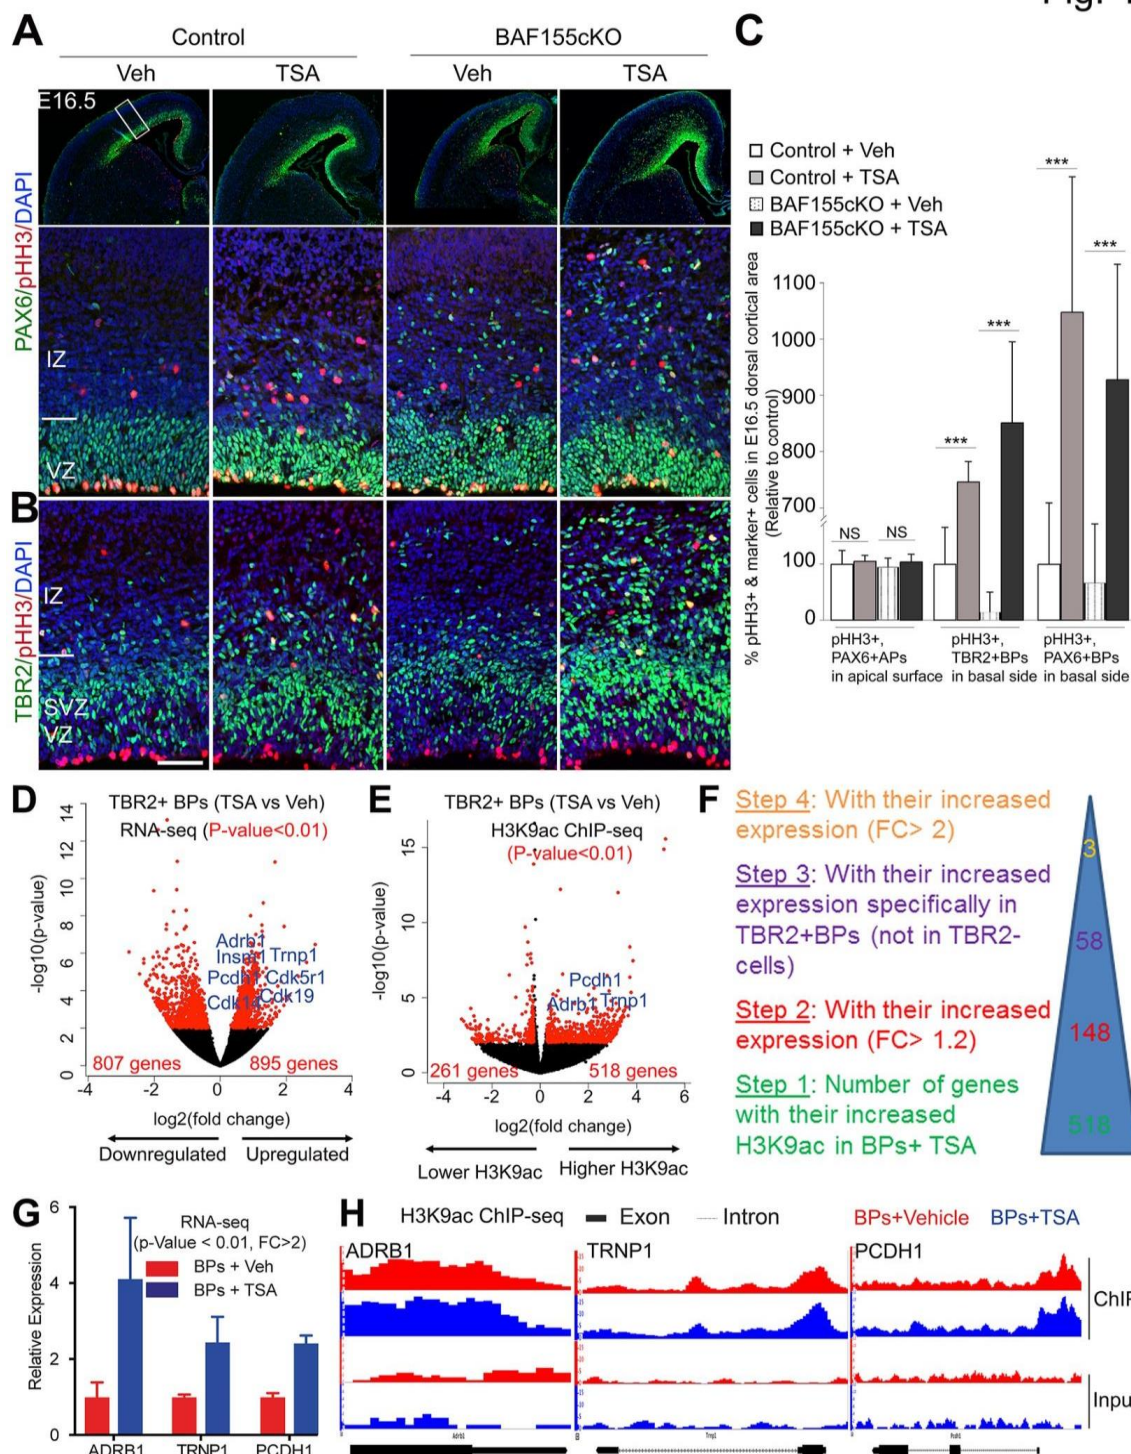 A
Control
BAF155cKO
Veh
TSA
Veh
TSA
E16.5
PAX6/pHH3/DAPI
IZ
VZ
B
TBR2/pHH3/DAPI
IZ
SVZ
VZ
C
Control + Veh
Control + TSA
BAF155cKO + Veh
BAF155cKO + TSA
% pHH3+ & marker+ cells in E16.5 dorsal cortical area
(Relative to control)
1100
1000
900
800
700
100
0
NS
NS
***
***
***
***
pHH3+,
PAX6+APs
in apical surface
pHH3+,
TBR2+BPs
in basal side
pHH3+,
PAX6+BPs
in basal side
D
TBR2+ BPs (TSA vs Veh)
RNA-seq (P-value<0.01)
-log10(p-value)
14
12
10
8
6
4
2
0
Adrb1
Insm1
Trnp1
Pcdh1
Cdk5r1
Cdk19
807 genes
895 genes
-4
-2
0
2
4
log2(fold change)
Downregulated
Upregulated
E
TBR2+ BPs (TSA vs Veh)
H3K9ac ChIP-seq
(P-value<0.01)
-log10(p-value)
15
10
5
0
Pcdh1
Adrb1
Trnp1
261 genes
518 genes
-4
-2
0
2
4
6
log2(fold change)
Lower H3K9ac
Higher H3K9ac
F
Step 4: With their increased
expression (FC> 2)
Step 3: With their increased
expression specifically in
TBR2+BPs (not in TBR2-
cells)
Step 2: With their increased
expression (FC> 1.2)
Step 1: Number of genes
with their increased
H3K9ac in BPs+ TSA
3
58
148
518
G
RNA-seq
(p-Value < 0.01, FC>2)
BPs + Veh
BPs + TSA
Relative Expression
6
4
2
0
ADRB1
TRNP1
PCDH1
H
H3K9ac ChIP-seq
Exon
Intron
BPs+Vehicle
BPs+TSA
ADRB1
TRNP1
PCDH1
ChIP
Inpu
Adrb1
Trnp1
Pcdh1